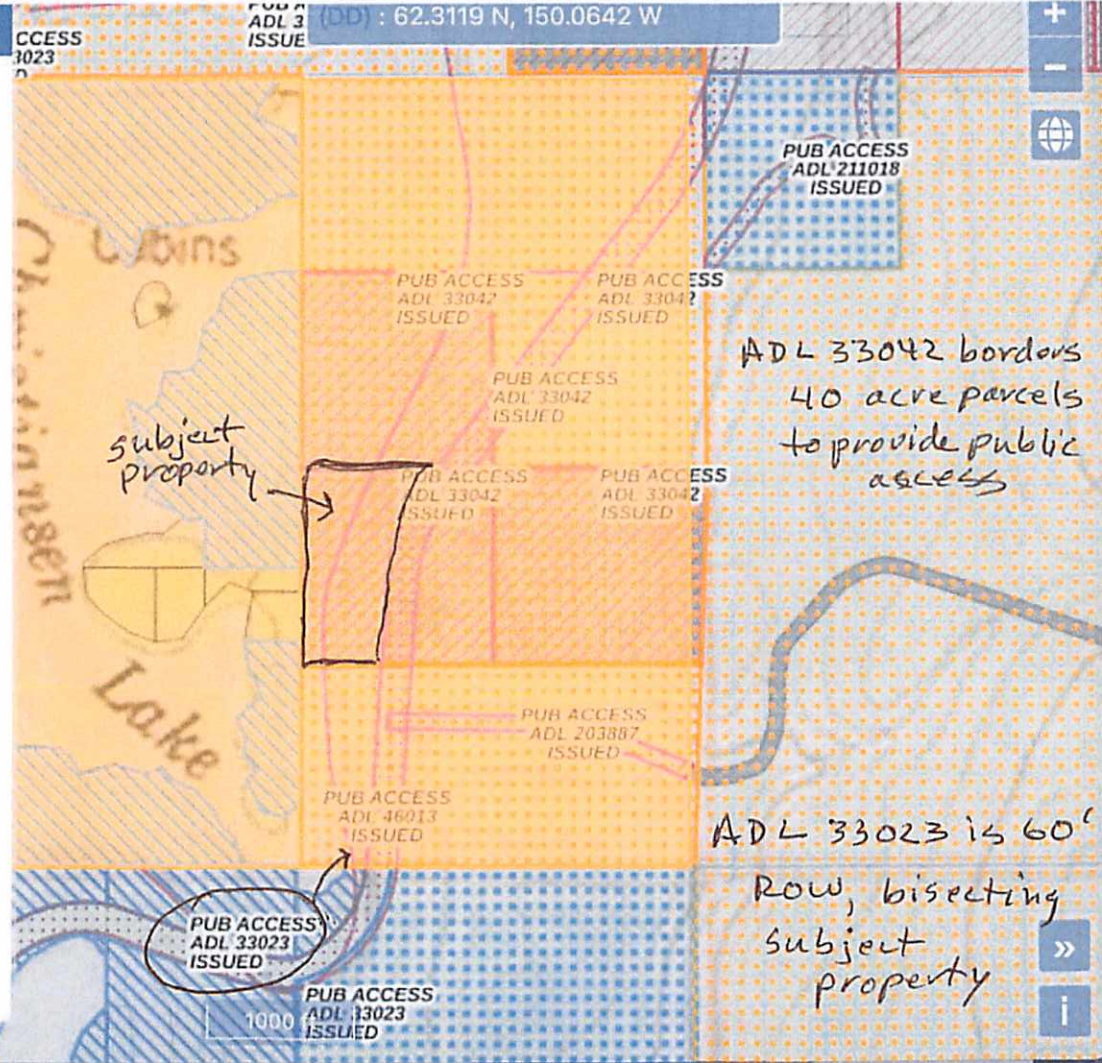 ADL 3
ISSUE
(DD) : 62.3119 N, 150.0642 W
+
CCESS
3023
-
PUB ACCESS
ADL 211018
ISSUED
Cabins
PUB ACCESS
ADL 33042
ISSUED
PUB ACCESS
ADL 33042
ISSUED
ADL 33042 borders
40 acre parcels
to provide public
access
PUB ACCESS
ADL 33042
ISSUED
subject
property
PUB ACCESS
ADL 33042
ISSUED
PUB ACCESS
ADL 33042
ISSUED
Christiansen
Lake
PUB ACCESS
ADL 203887
ISSUED
PUB ACCESS
ADL 46013
ISSUED
ADL 33023 is 60'
Row, bisecting
subject
property
PUB ACCESS
ADL 33023
ISSUED
»
PUB ACCESS
ADL 33023
ISSUED
1000
i